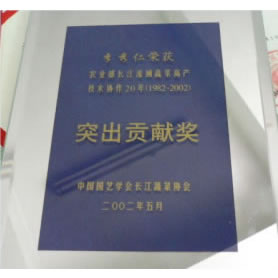 李秀仁荣获
农业部长江流域蔬菜高产
技术协作20年(1982-2002)
突出贡献奖
中国园艺学会长江蔬菜协会
二〇〇二年五月